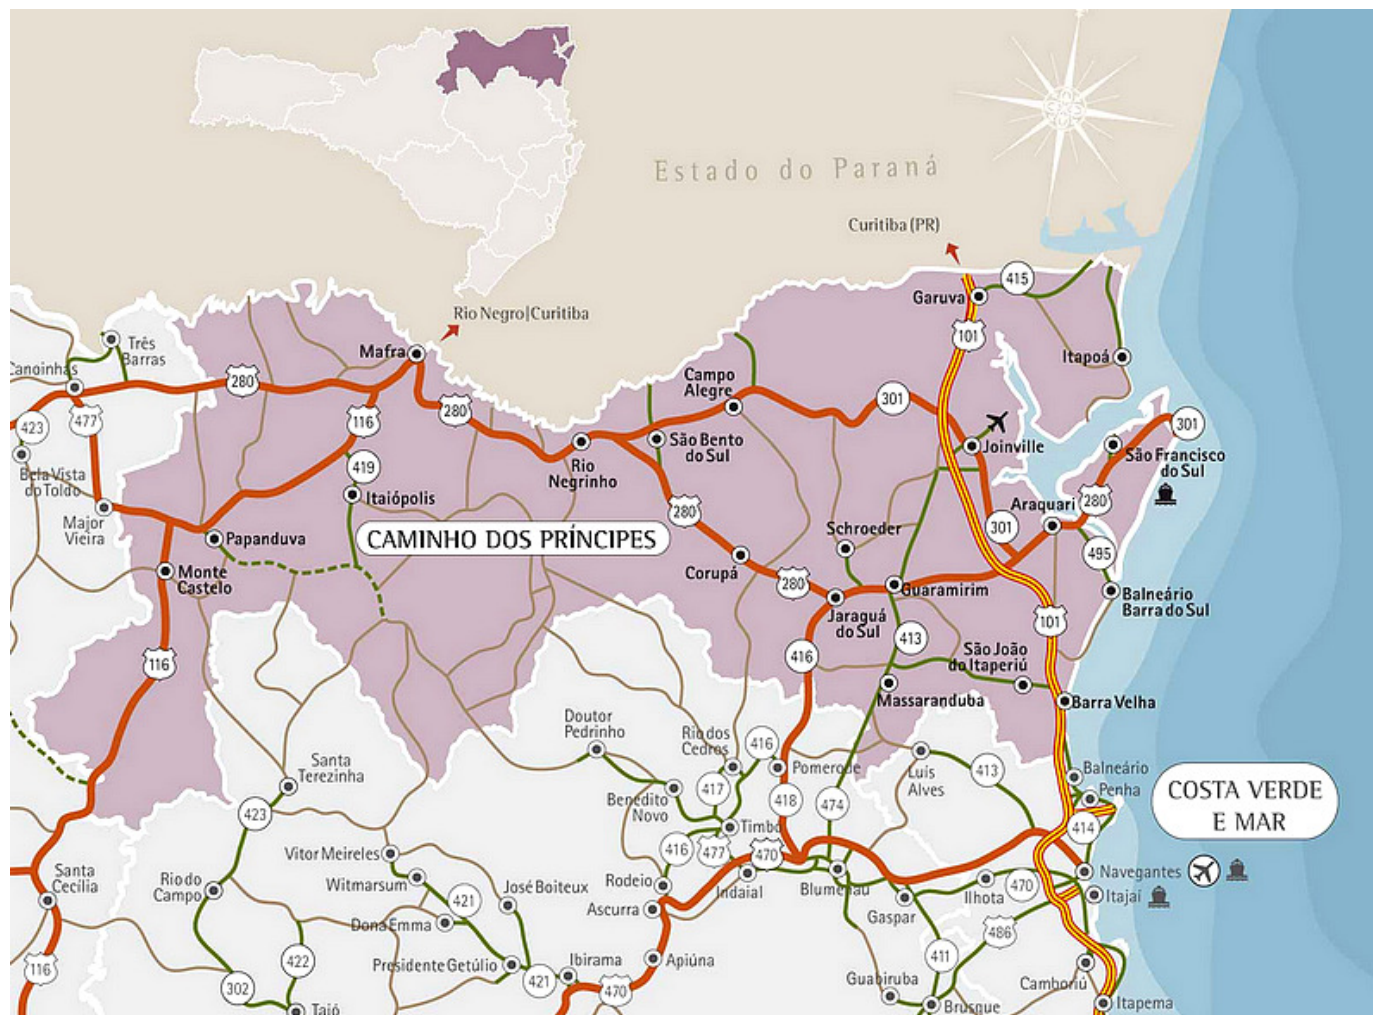 Estado do Paraná
Curitiba (PR)
415
Garuva
Rio Negro|Curitiba
101
Três
Barras
Mafra
Itapoá
Canoinhas
280
Campo
Alegre
301
477
280
116
301
423
São Bento
do Sul
Joinville
São Francisco
do Sul
Rio
Negrinho
419
Bela Vista
do Toldo
Itaiópolis
280
Araquari
280
Major
Vieira
301
Papanduva
CAMINHO DOS PRÍNCIPES
Schroeder
495
Monte
Castelo
Corupá
280
Guaramirim
Balneário
Barra do Sul
Jaraguá
do Sul
101
413
116
416
São João
do Itaperiú
Massaranduba
Barra Velha
Doutor
Pedrinho
Rio dos
Cedros
416
Santa
Terezinha
Pomerode
Luís
Alves
413
Balneário
Penha
COSTA VERDE
E MAR
417
418
474
Benedito
Novo
423
Timbó
414
Vitor Meireles
416
477
470
Santa
Cecília
Rio do
Campo
Witmarsum
José Boiteux
Rodeio
Indaial
Blumenau
Ilhota
470
Navegantes
Itajaí
421
Ascurra
Gaspar
Dona Emma
486
422
411
116
Presidente Getúlio
Ibirama
Apiúna
302
421
470
Guabiruba
Camboriú
Taió
Brusque
Itapema